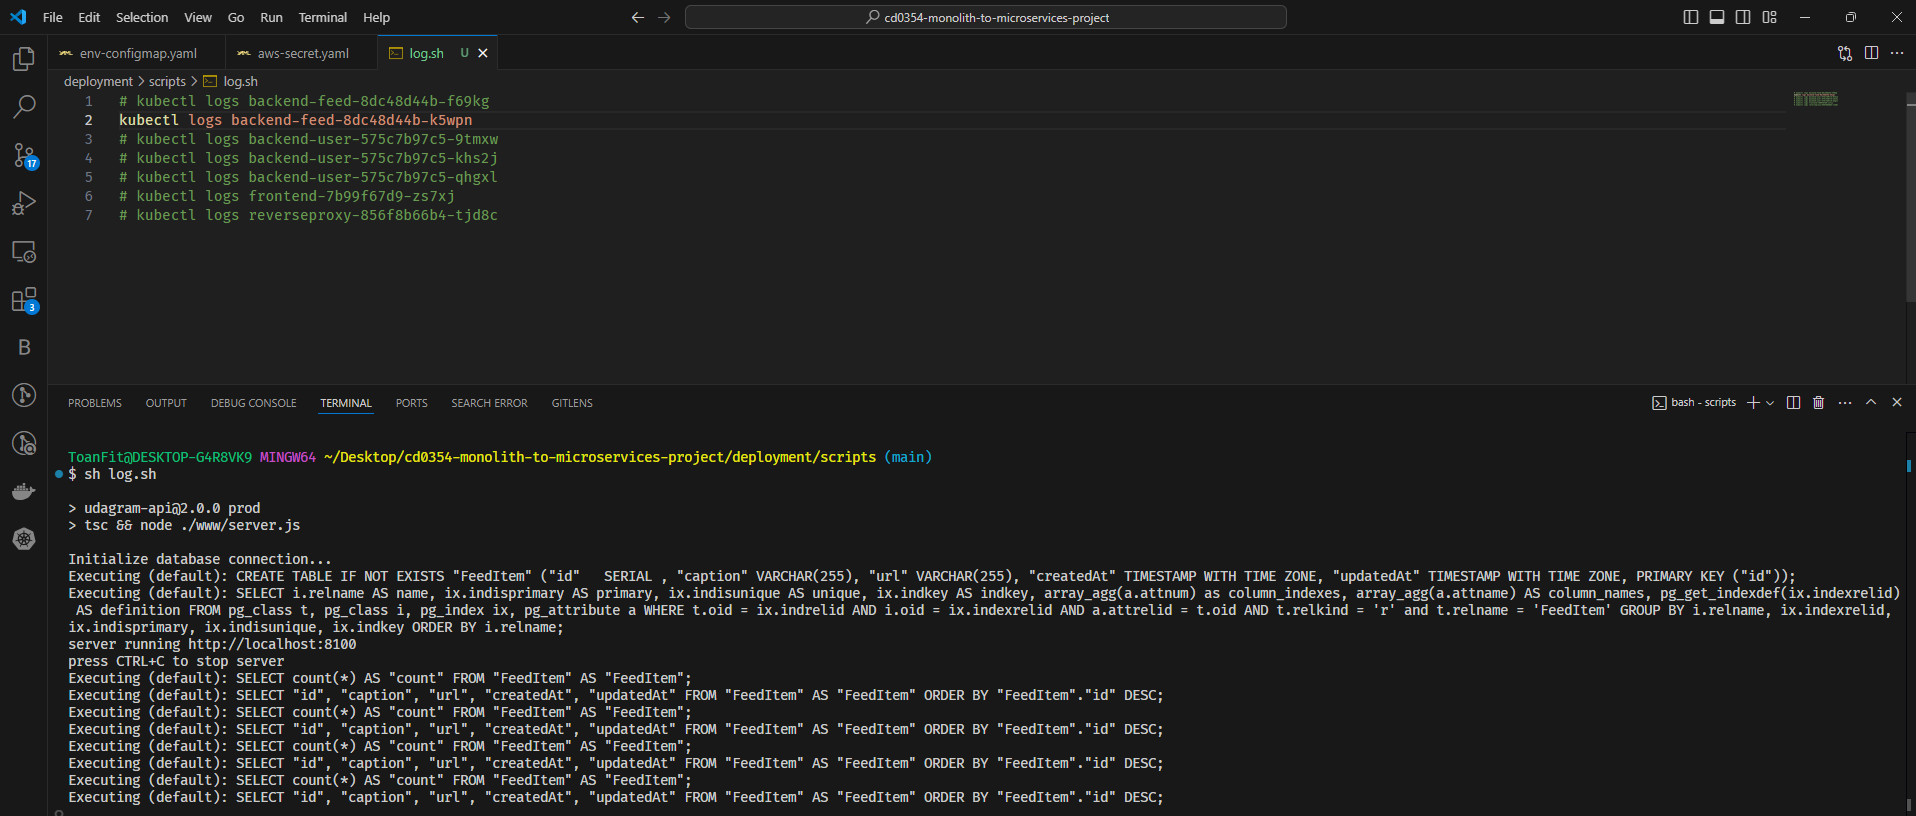 File Edit Selection View Go Run Terminal Help
cd0354-monolith-to-microservices-project
env-configmap.yaml
aws-secret.yaml
log.sh U
deployment > scripts > log.sh
1 # kubectl logs backend-feed-8dc48d44b-f69kg
2 kubectl logs backend-feed-8dc48d44b-k5wpn
3 # kubectl logs backend-user-575c7b97c5-9tmxw
4 # kubectl logs backend-user-575c7b97c5-khs2j
5 # kubectl logs backend-user-575c7b97c5-qhgxl
6 # kubectl logs frontend-7b99f67d9-zs7xj
7 # kubectl logs reverseproxy-856f8b66b4-tjd8c
17
3
B
PROBLEMS OUTPUT DEBUG CONSOLE TERMINAL PORTS SEARCH ERROR GITLENS
bash - scripts
ToanFit@DESKTOP-G4R8VK9 MINGW64 ~/Desktop/cd0354-monolith-to-microservices-project/deployment/scripts (main)
$ sh log.sh
> udagram-api@2.0.0 prod
> tsc && node ./www/server.js
Initialize database connection...
Executing (default): CREATE TABLE IF NOT EXISTS "FeedItem" ("id"   SERIAL , "caption" VARCHAR(255), "url" VARCHAR(255), "createdAt" TIMESTAMP WITH TIME ZONE, "updatedAt" TIMESTAMP WITH TIME ZONE, PRIMARY KEY ("id"));
Executing (default): SELECT i.relname AS name, ix.indisprimary AS primary, ix.indisunique AS unique, ix.indkey AS indkey, array_agg(a.attnum) as column_indexes, array_agg(a.attname) AS column_names, pg_get_indexdef(ix.indexrelid)
AS definition FROM pg_class t, pg_class i, pg_index ix, pg_attribute a WHERE t.oid = ix.indrelid AND i.oid = ix.indexrelid AND a.attrelid = t.oid AND t.relkind = 'r' and t.relname = 'FeedItem' GROUP BY i.relname, ix.indexrelid,
ix.indisprimary, ix.indisunique, ix.indkey ORDER BY i.relname;
server running http://localhost:8100
press CTRL+C to stop server
Executing (default): SELECT count(*) AS "count" FROM "FeedItem" AS "FeedItem";
Executing (default): SELECT "id", "caption", "url", "createdAt", "updatedAt" FROM "FeedItem" AS "FeedItem" ORDER BY "FeedItem"."id" DESC;
Executing (default): SELECT count(*) AS "count" FROM "FeedItem" AS "FeedItem";
Executing (default): SELECT "id", "caption", "url", "createdAt", "updatedAt" FROM "FeedItem" AS "FeedItem" ORDER BY "FeedItem"."id" DESC;
Executing (default): SELECT count(*) AS "count" FROM "FeedItem" AS "FeedItem";
Executing (default): SELECT "id", "caption", "url", "createdAt", "updatedAt" FROM "FeedItem" AS "FeedItem" ORDER BY "FeedItem"."id" DESC;
Executing (default): SELECT count(*) AS "count" FROM "FeedItem" AS "FeedItem";
Executing (default): SELECT "id", "caption", "url", "createdAt", "updatedAt" FROM "FeedItem" AS "FeedItem" ORDER BY "FeedItem"."id" DESC;